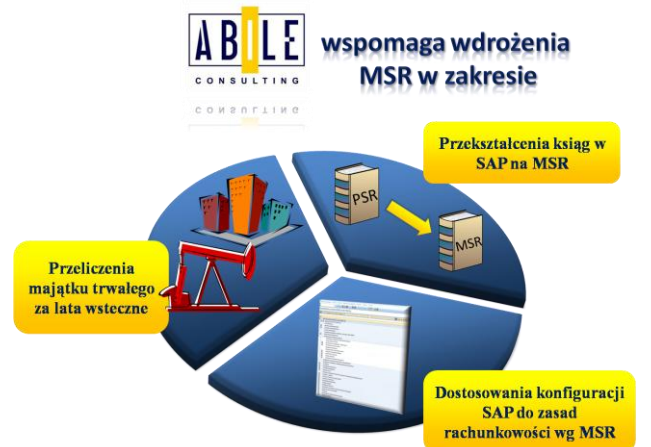 ABILE
CONSULTING
wspomaga wdrożenia
MSR w zakresie
Przekształcenia ksiąg w
SAP na MSR
PSR
MSR
Przeliczenia
majątku trwałego
za lata wsteczne
Dostosowania konfiguracji
SAP do zasad
rachunkowości wg MSR